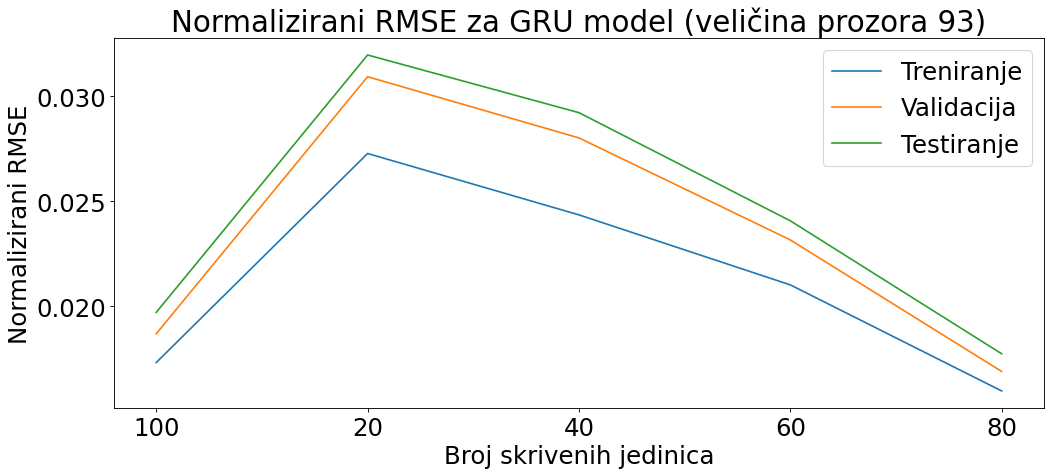 Normalizirani RMSE za GRU model (veličina prozora 93)
Treniranje
Validacija
Testiranje
Normalizirani RMSE
0.030
0.025
0.020
100 20 40 60 80
Broj skrivenih jedinica